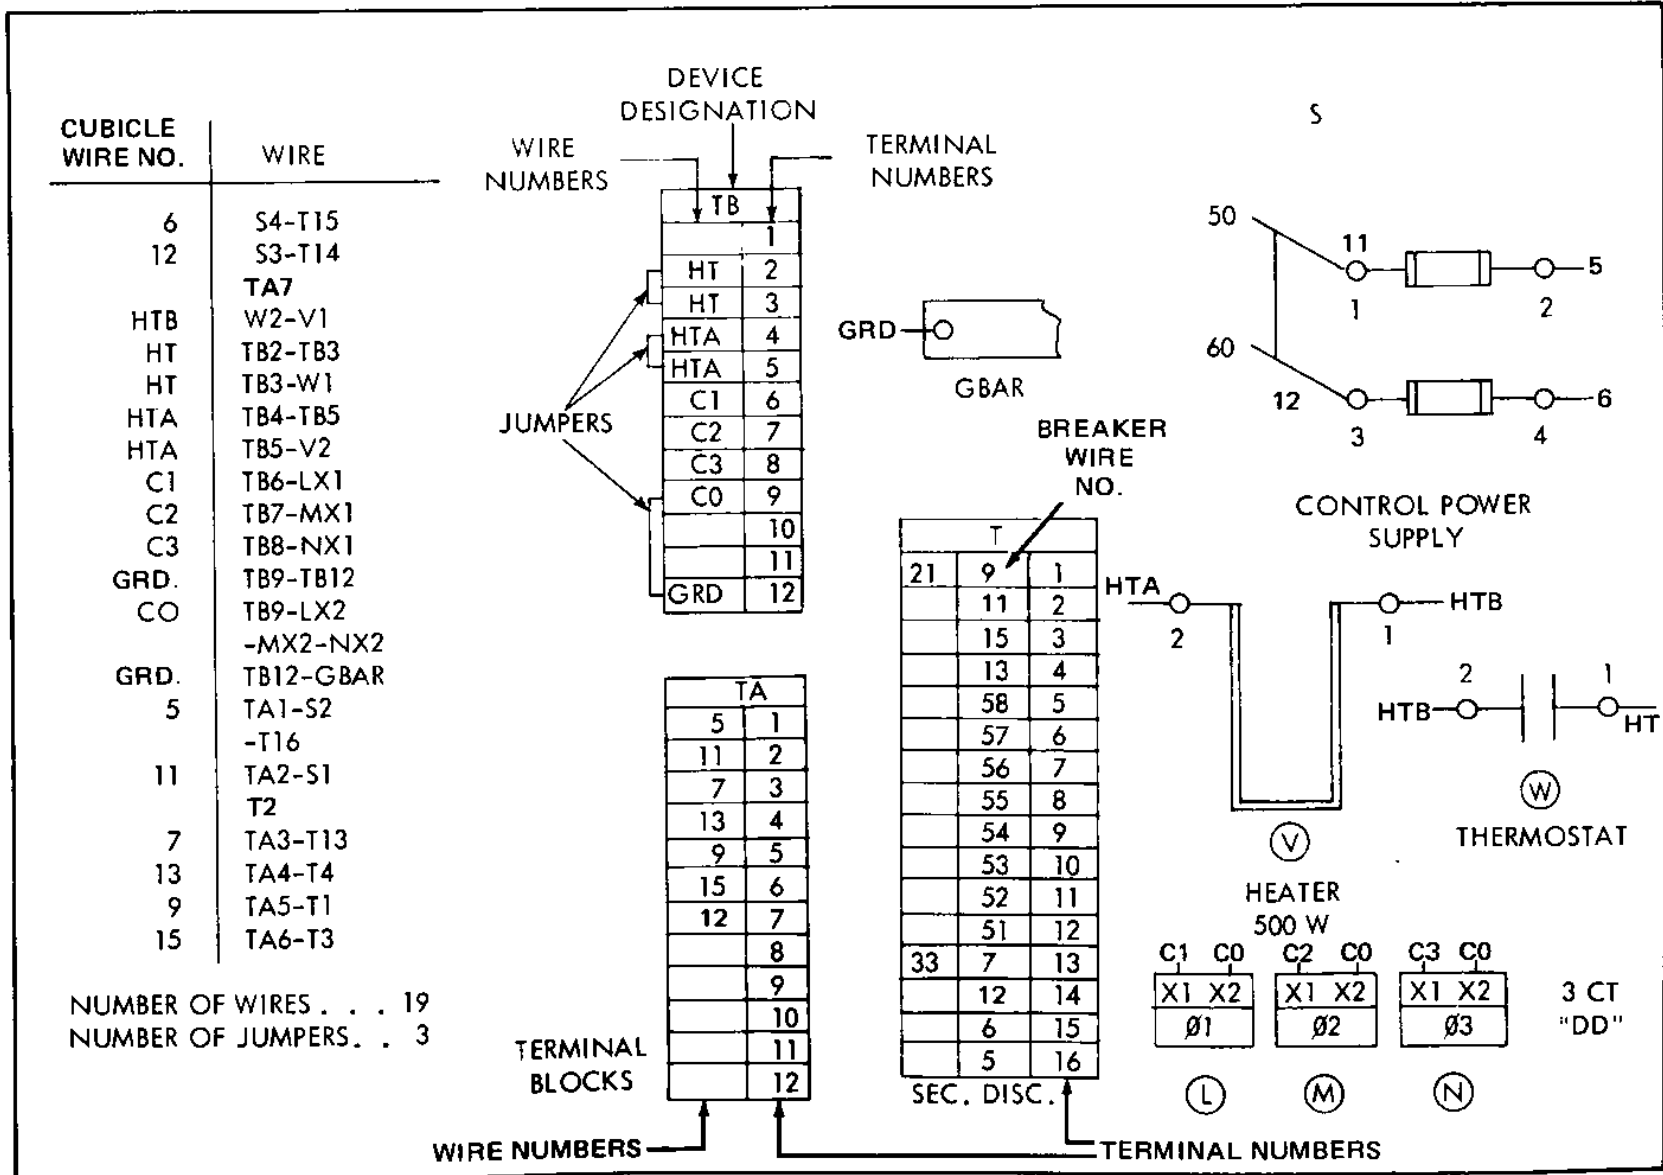 CUBICLE
WIRE NO.
WIRE
6 S4-T15
12 S3-T14
TA7
HTB W2-V1
HT TB2-TB3
HT TB3-W1
HTA TB4-TB5
HTA TB5-V2
C1 TB6-LX1
C2 TB7-MX1
C3 TB8-NX1
GRD. TB9-TB12
CO TB9-LX2
-MX2-NX2
GRD. TB12-GBAR
5 TA1-S2
-T16
11 TA2-S1
T2
7 TA3-T13
13 TA4-T4
9 TA5-T1
15 TA6-T3
NUMBER OF WIRES . . . 19
NUMBER OF JUMPERS. . 3
DEVICE
DESIGNATION
WIRE
NUMBERS
TERMINAL
NUMBERS
TB
1
HT 2
HT 3
HTA 4
HTA 5
C1 6
C2 7
C3 8
C0 9
10
11
GRD 12
JUMPERS
TA
5 1
11 2
7 3
13 4
9 5
15 6
12 7
8
9
10
11
12
TERMINAL
BLOCKS
WIRE NUMBERS
GRD
GBAR
BREAKER
WIRE
NO.
T
21 9 1
11 2
15 3
13 4
58 5
57 6
56 7
55 8
54 9
53 10
52 11
51 12
33 7 13
12 14
6 15
5 16
SEC. DISC.
TERMINAL NUMBERS
S
50
11
5
1
2
60
12
6
3
4
CONTROL POWER
SUPPLY
HTA
2
HTB
1
V
HEATER
500 W
2
1
HTB
HT
W
THERMOSTAT
C1 C0
X1 X2
Ø1
L
C2 C0
X1 X2
Ø2
M
C3 C0
X1 X2
Ø3
N
3 CT
"DD"